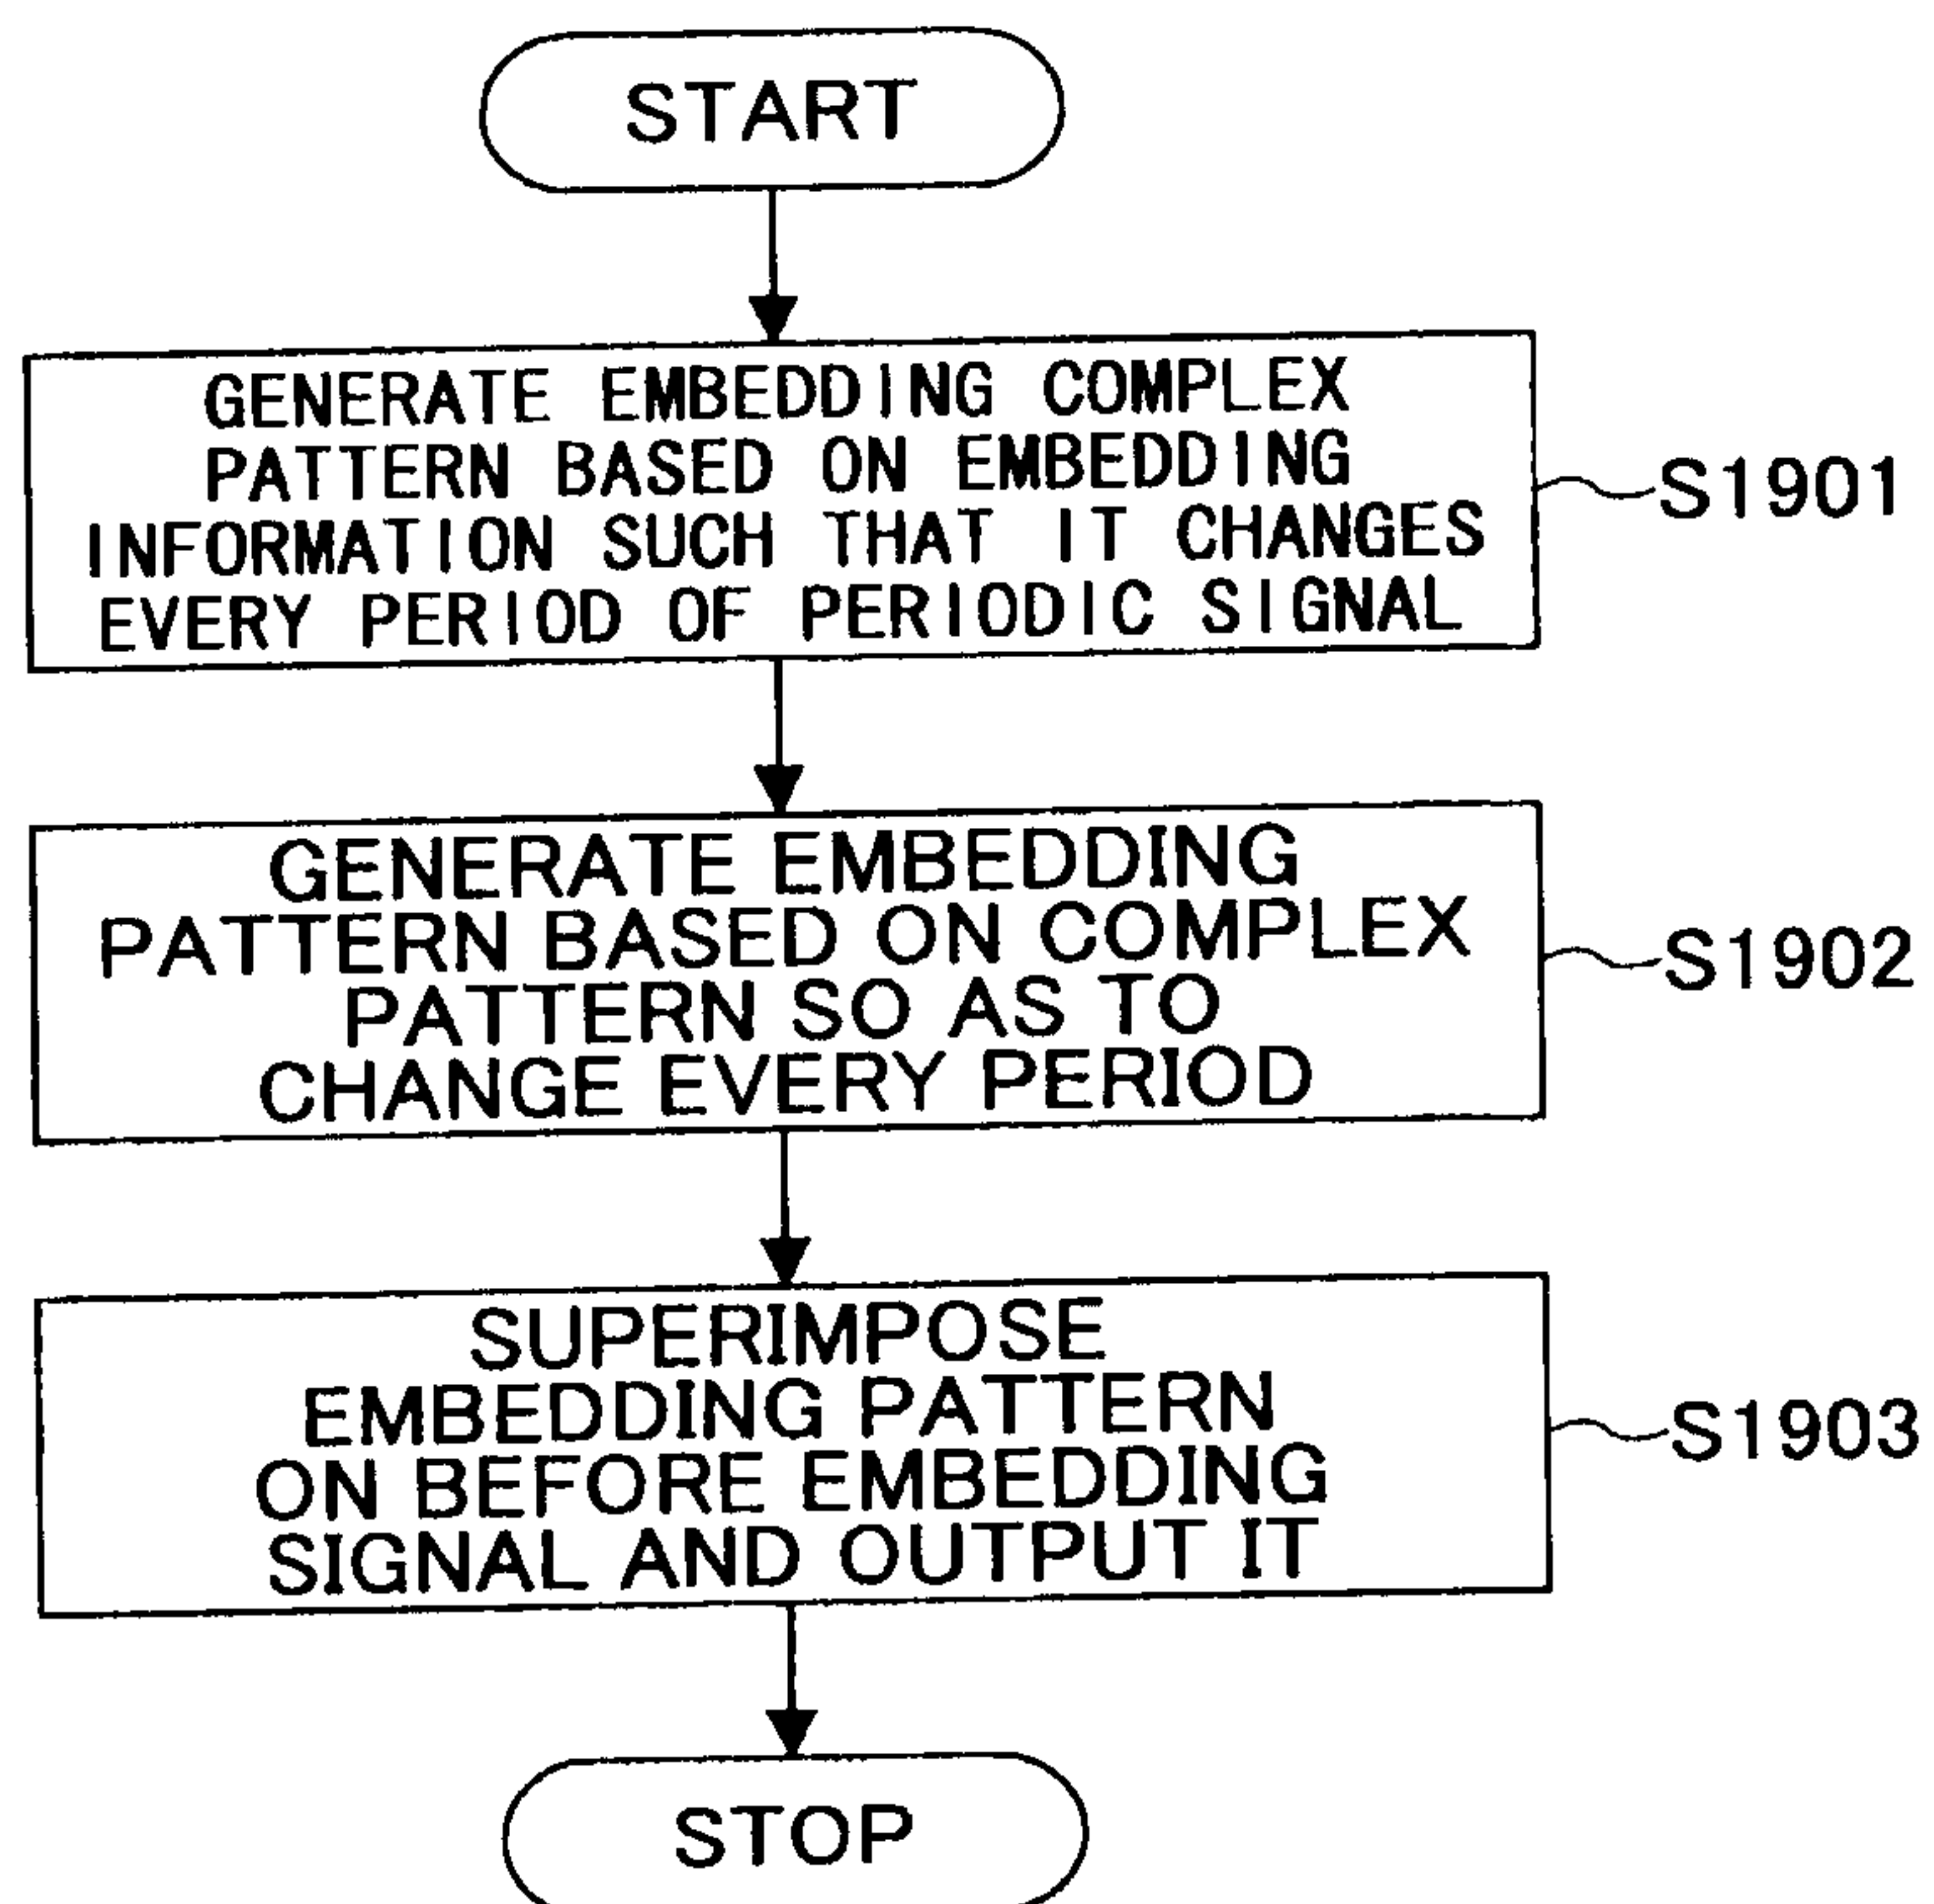 START
GENERATE EMBEDDING COMPLEX
PATTERN BASED ON EMBEDDING
INFORMATION SUCH THAT IT CHANGES
EVERY PERIOD OF PERIODIC SIGNAL
S1901
GENERATE EMBEDDING
PATTERN BASED ON COMPLEX
PATTERN SO AS TO
CHANGE EVERY PERIOD
S1902
SUPERIMPOSE
EMBEDDING PATTERN
ON BEFORE EMBEDDING
SIGNAL AND OUTPUT IT
S1903
STOP